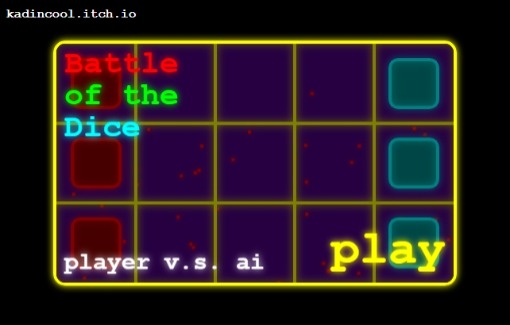 kadincool.itch.io
Battle
of the
Dice
player v.s. ai
play